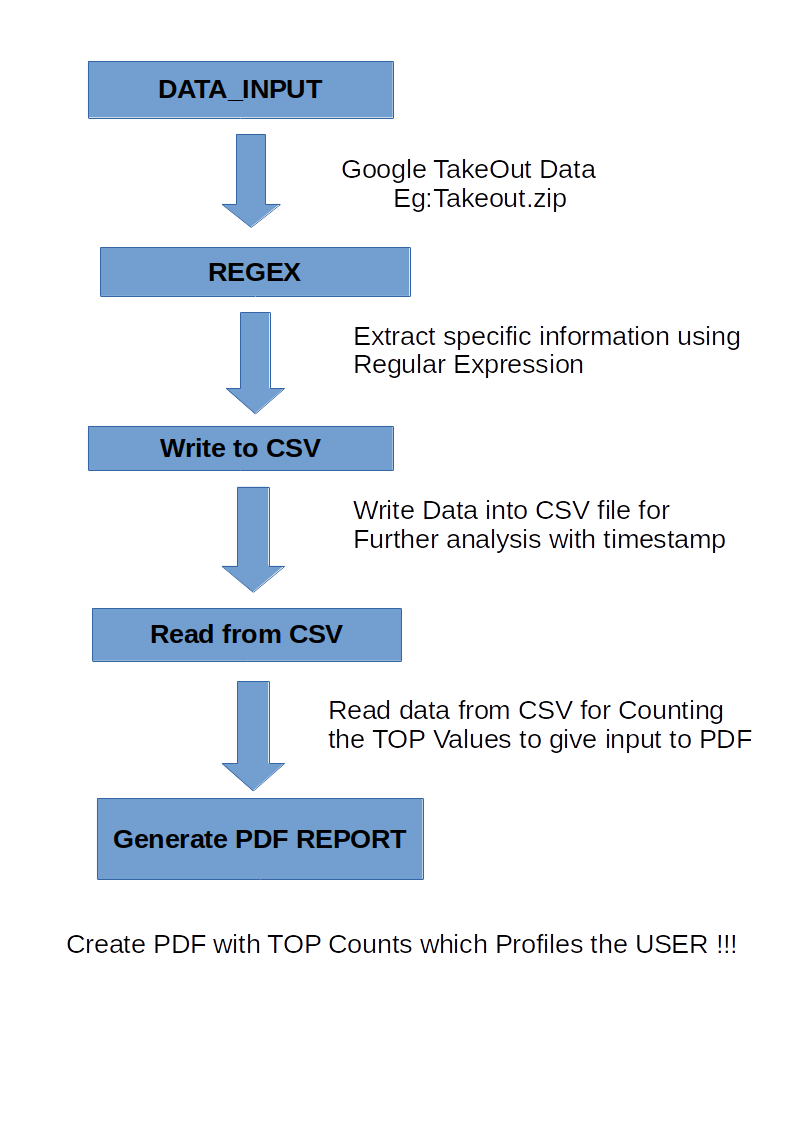 DATA_INPUT
Google TakeOut Data
Eg:Takeout.zip
REGEX
Extract specific information using
Regular Expression
Write to CSV
Write Data into CSV file for
Further analysis with timestamp
Read from CSV
Read data from CSV for Counting
the TOP Values to give input to PDF
Generate PDF REPORT
Create PDF with TOP Counts which Profiles the USER !!!